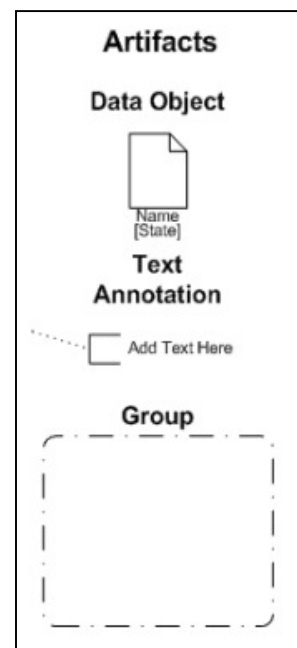 Artifacts
Data Object
Name
[State]
Text
Annotation
Add Text Here
Group